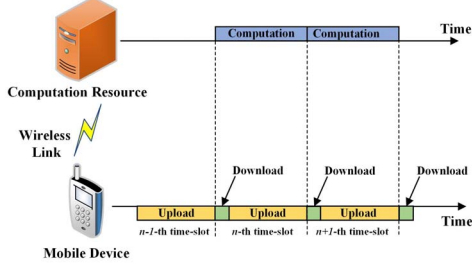 Computation Computation
Time
Computation Resource
Wireless
Link
Download Download Download
Upload Upload Upload
Time
n-1-th time-slot n-th time-slot n+1-th time-slot
Mobile Device